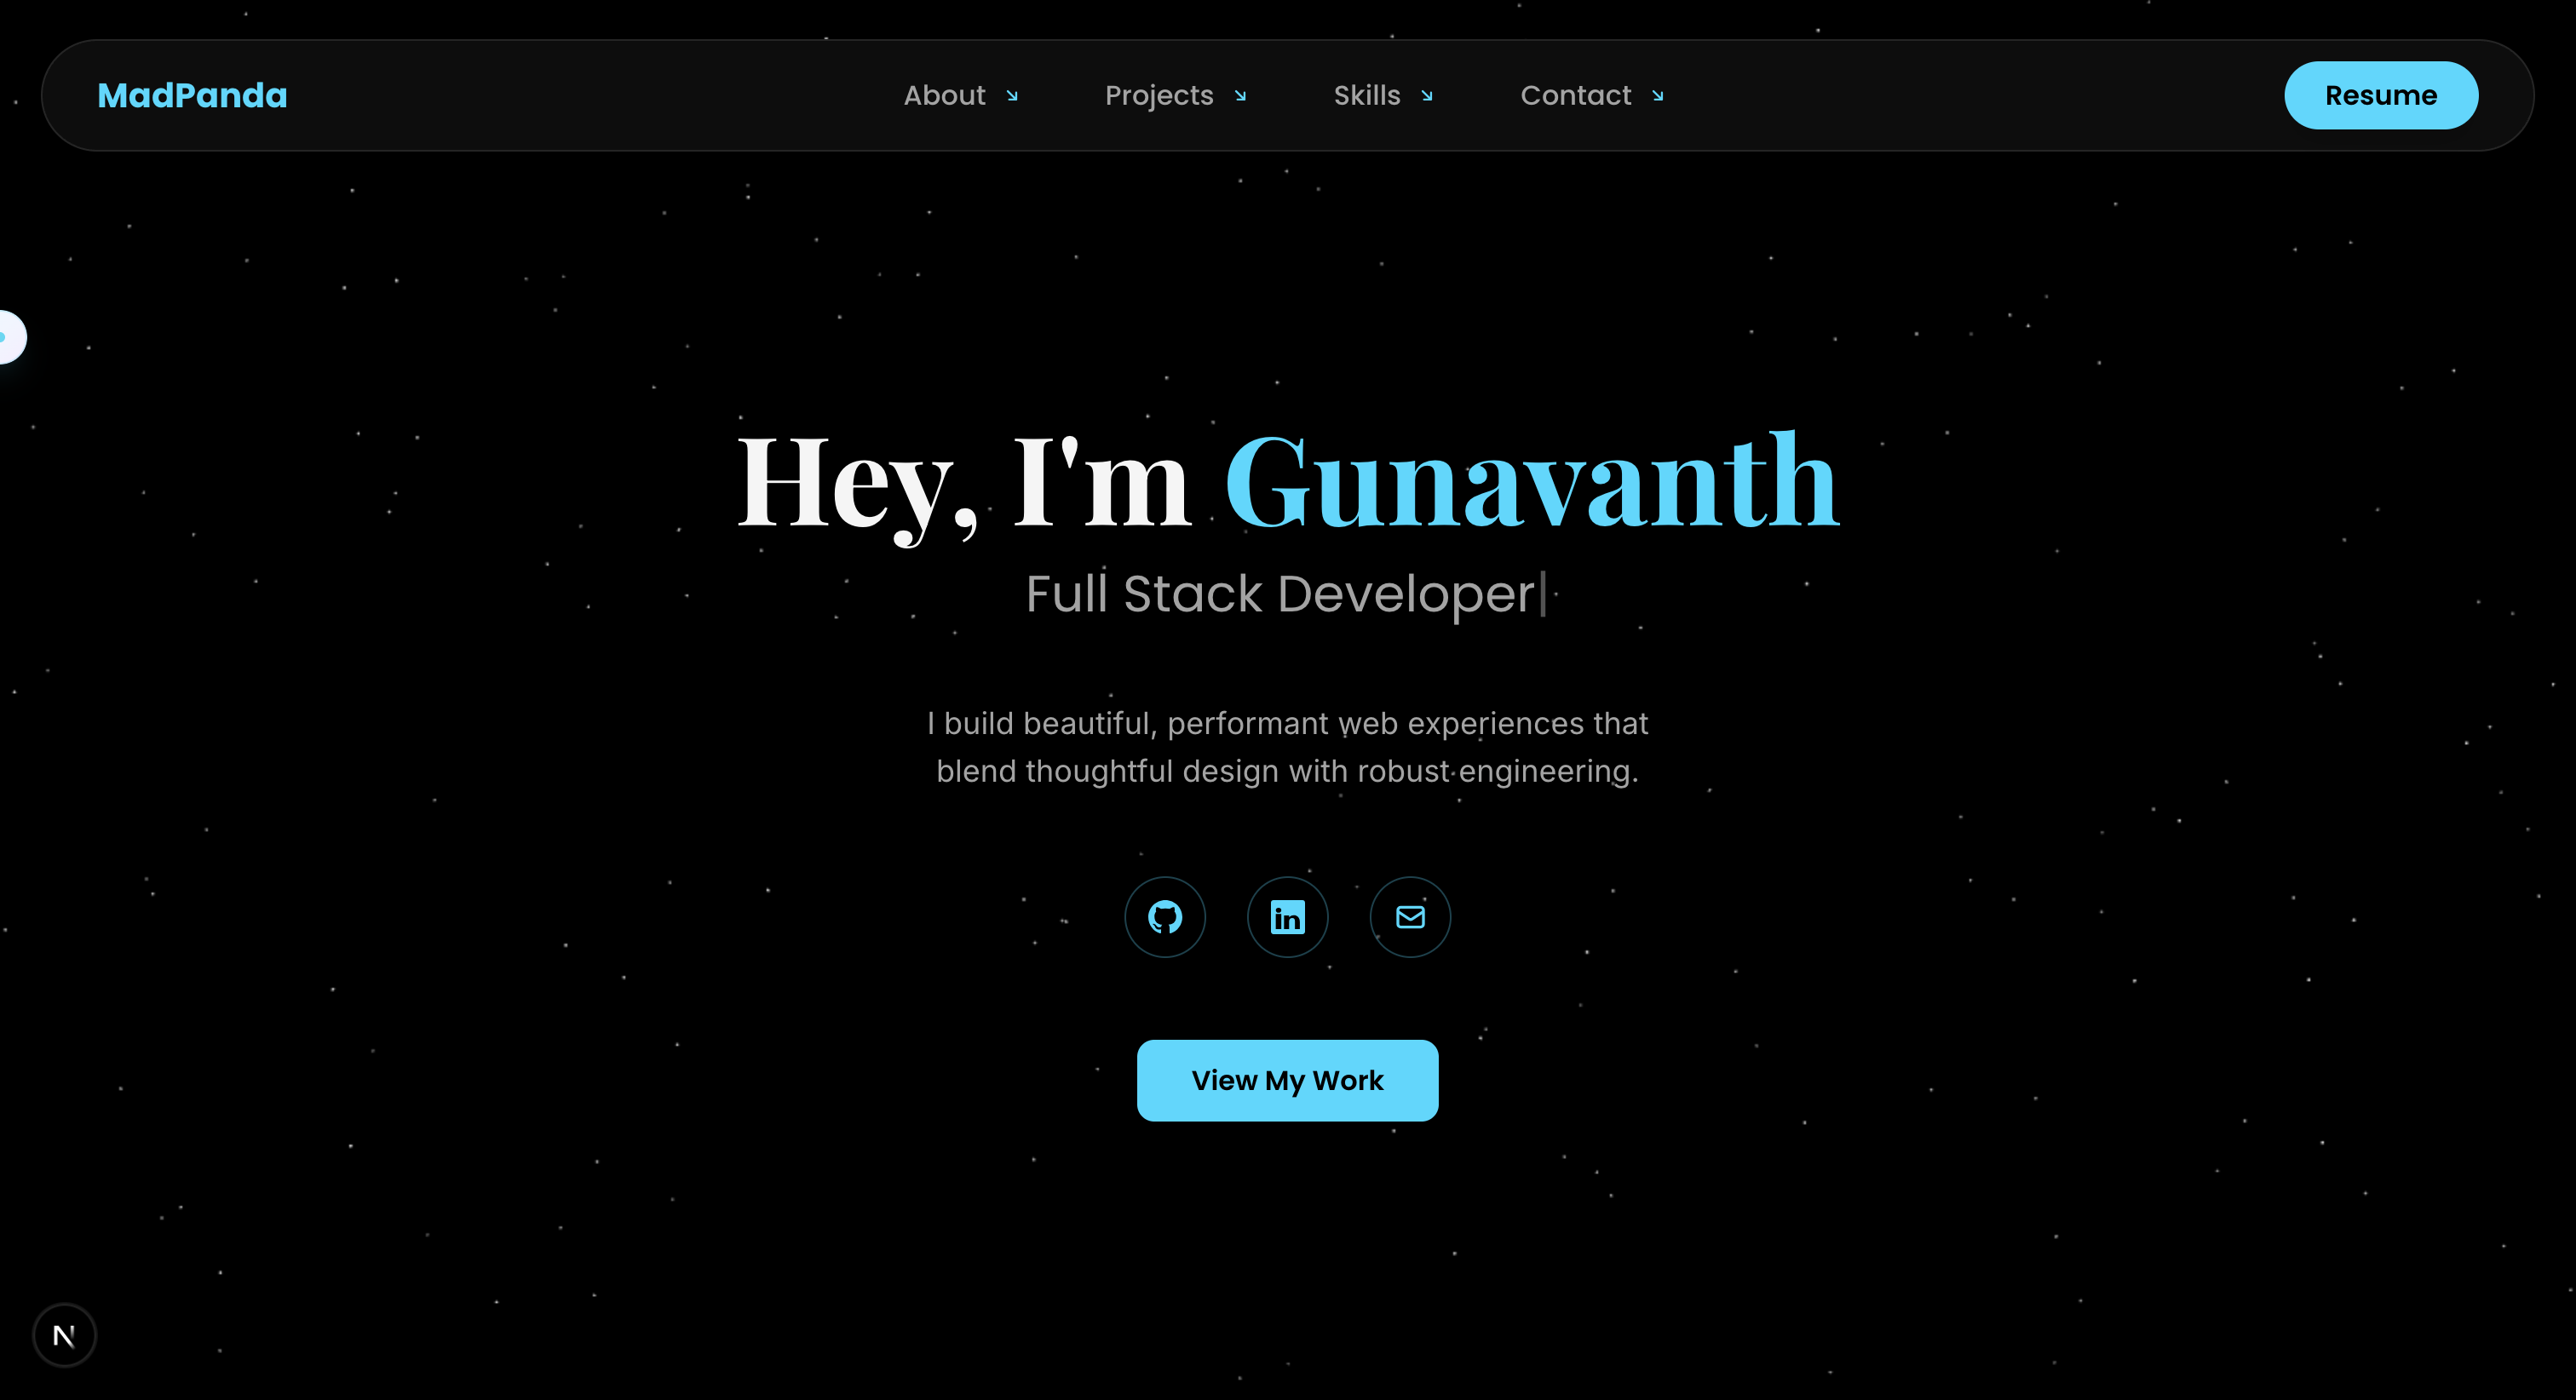 MadPanda
About
Projects
Skills
Contact
Resume
Hey, I'm Gunavanth
Full Stack Developer|
I build beautiful, performant web experiences that
blend thoughtful design with robust engineering.
in
View My Work
N